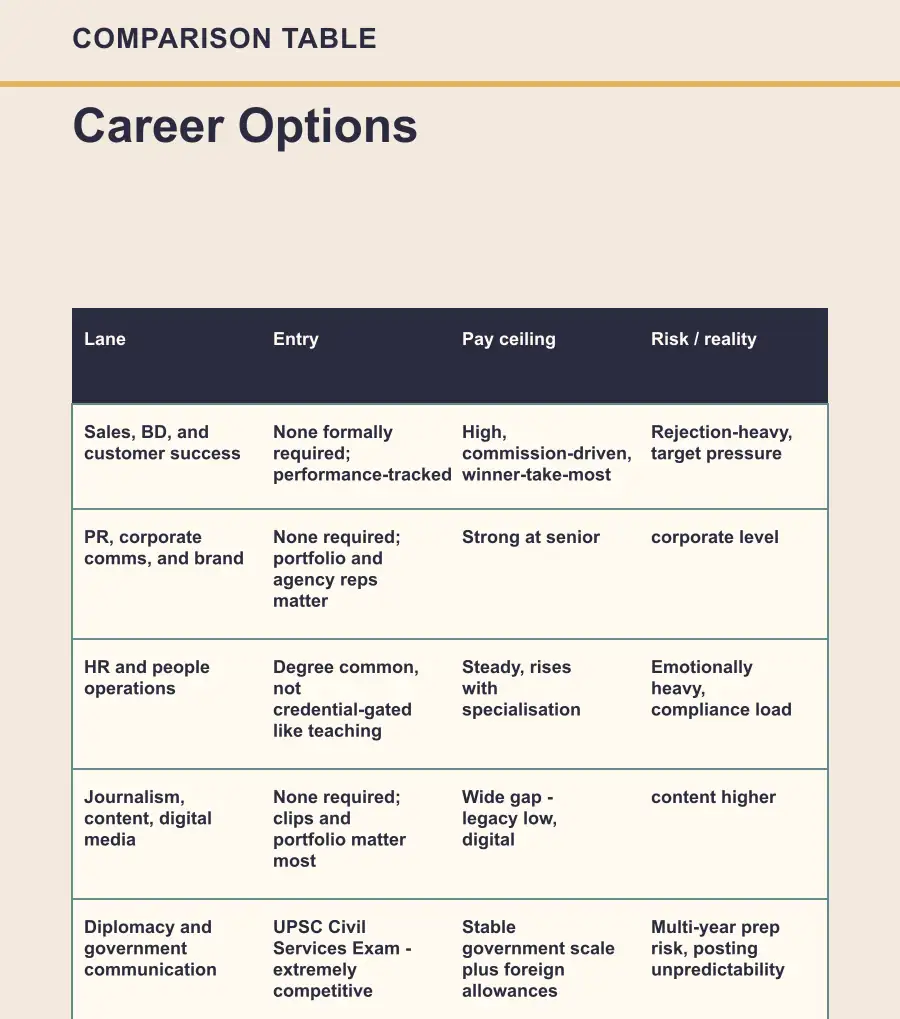 COMPARISON TABLE
Career Options
Lane Entry Pay ceiling Risk / reality
Sales, BD, and
customer success
None formally
required;
performance-tracked
High,
commission-driven,
winner-take-most
Rejection-heavy,
target pressure
PR, corporate
comms, and brand
None required;
portfolio and
agency reps
matter
Strong at senior
corporate level
HR and people
operations
Degree common,
not
credential-gated
like teaching
Steady, rises
with
specialisation
Emotionally
heavy,
compliance load
Journalism,
content, digital
media
None required;
clips and
portfolio matter
most
Wide gap -
legacy low,
digital
content higher
Diplomacy and
government
communication
UPSC Civil
Services Exam -
extremely
competitive
Stable
government scale
plus foreign
allowances
Multi-year prep
risk, posting
unpredictability